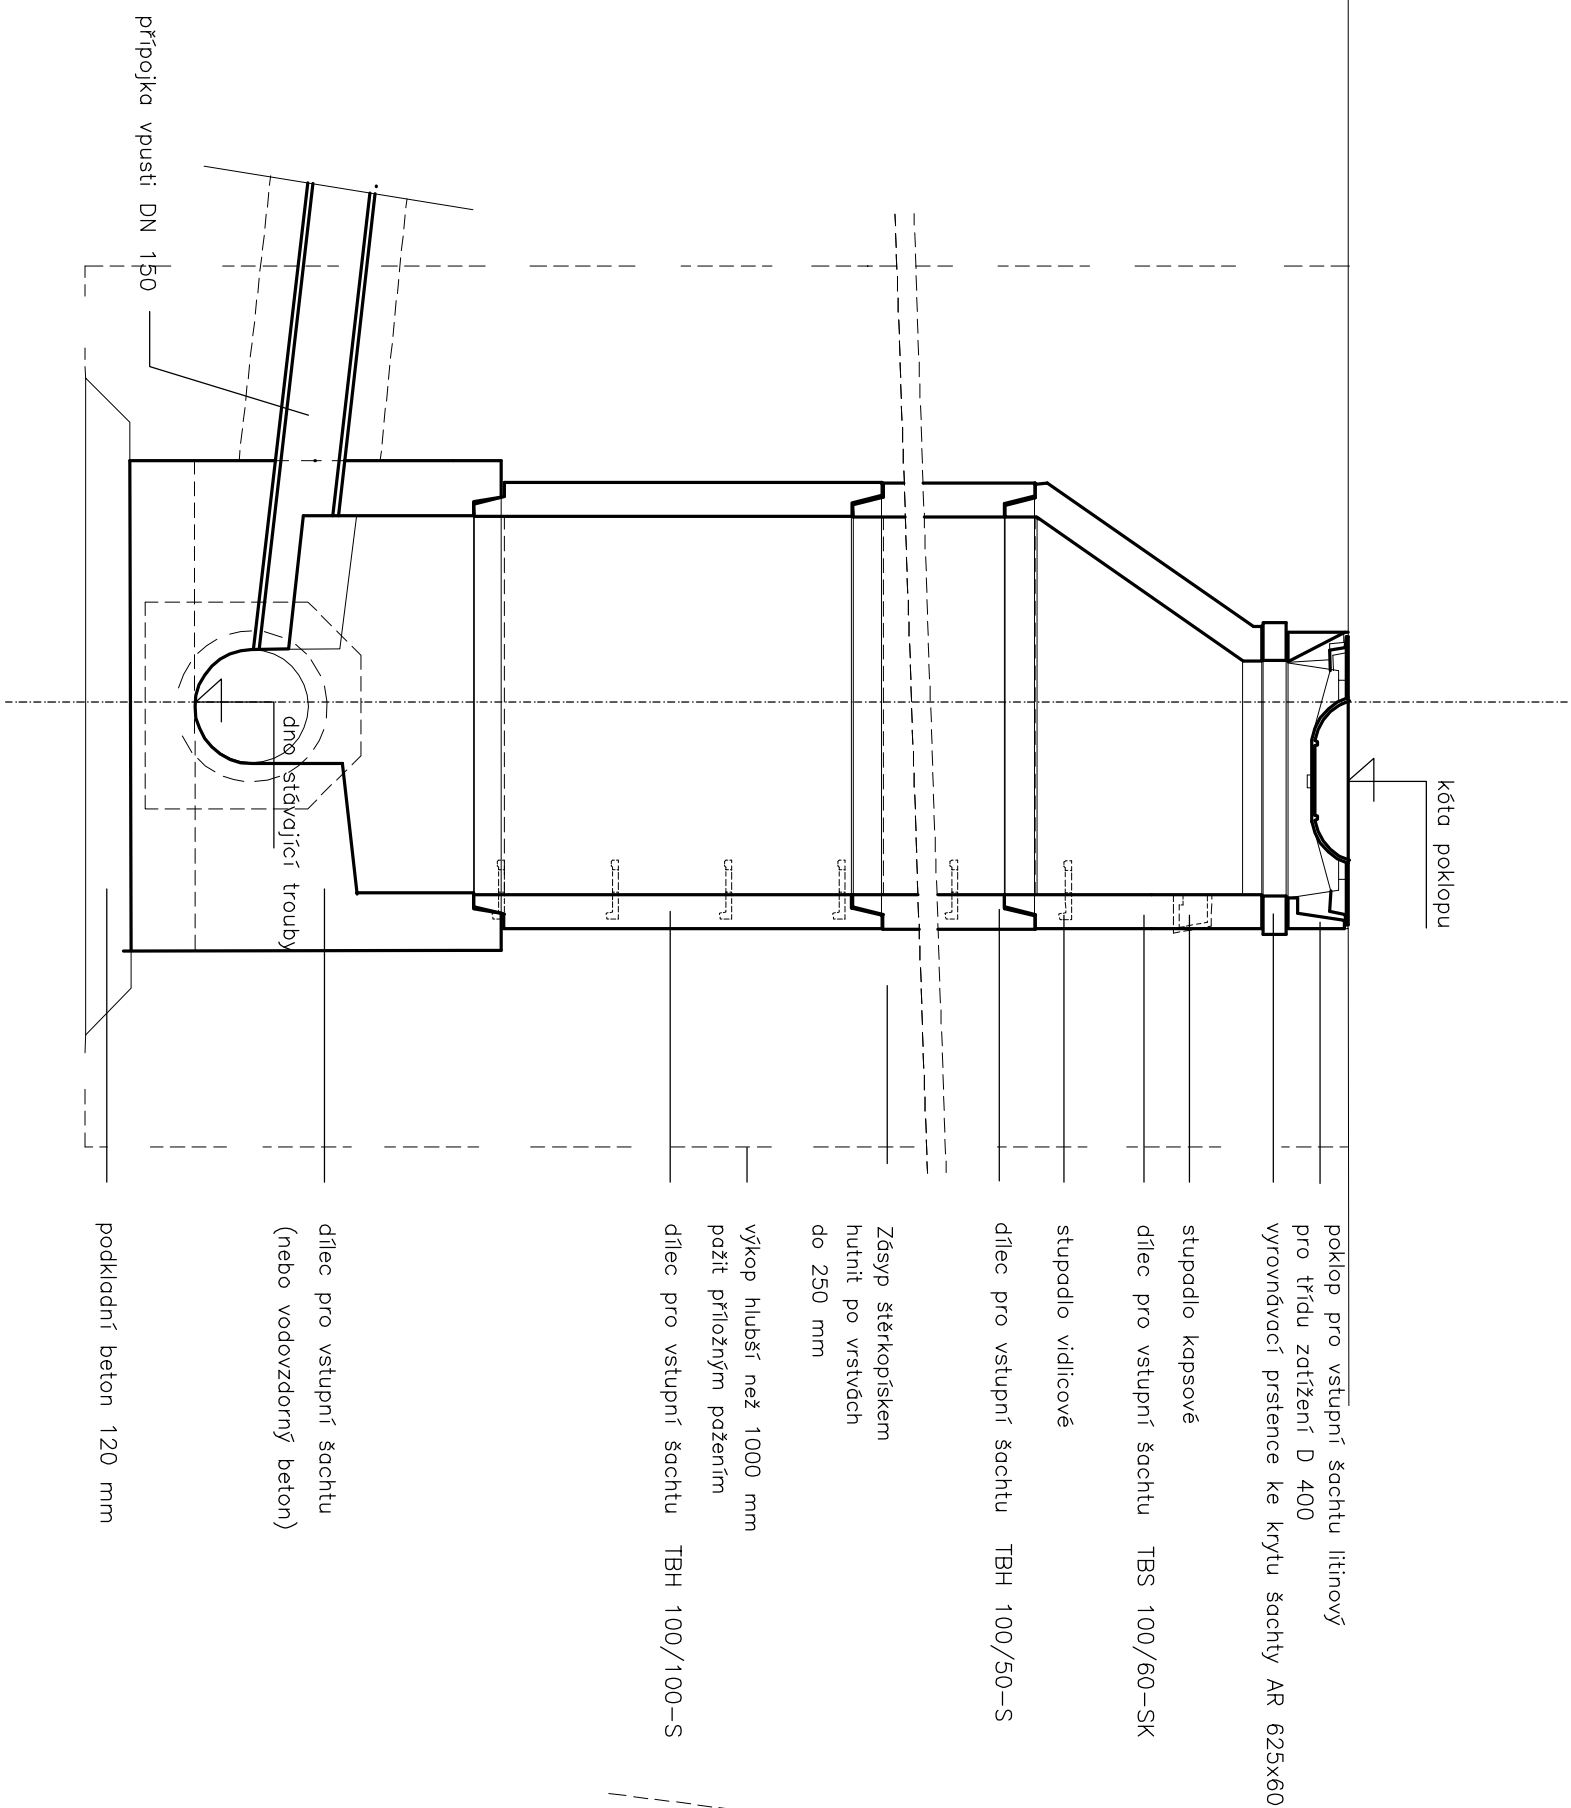 kóta poklopu
poklop pro vstupní šachtu litinový
pro třídu zatížení D 400
vyrovnávací prstence ke krytu šachty AR 625x60
stupadlo kapsové
dílec pro vstupní šachtu TBS 100/60-SK
stupadlo vidlicové
dílec pro vstupní šachtu TBH 100/50-S
Zásyp štěrkopískem
hutnit po vrstvách
do 250 mm
výkop hlubší než 1000 mm
pažit příložným pažením
dílec pro vstupní šachtu TBH 100/100-S
dílec pro vstupní šachtu
(nebo vodovzdorný beton)
dno stávající trouby
přípojka vpusti DN 150
podkladní beton 120 mm